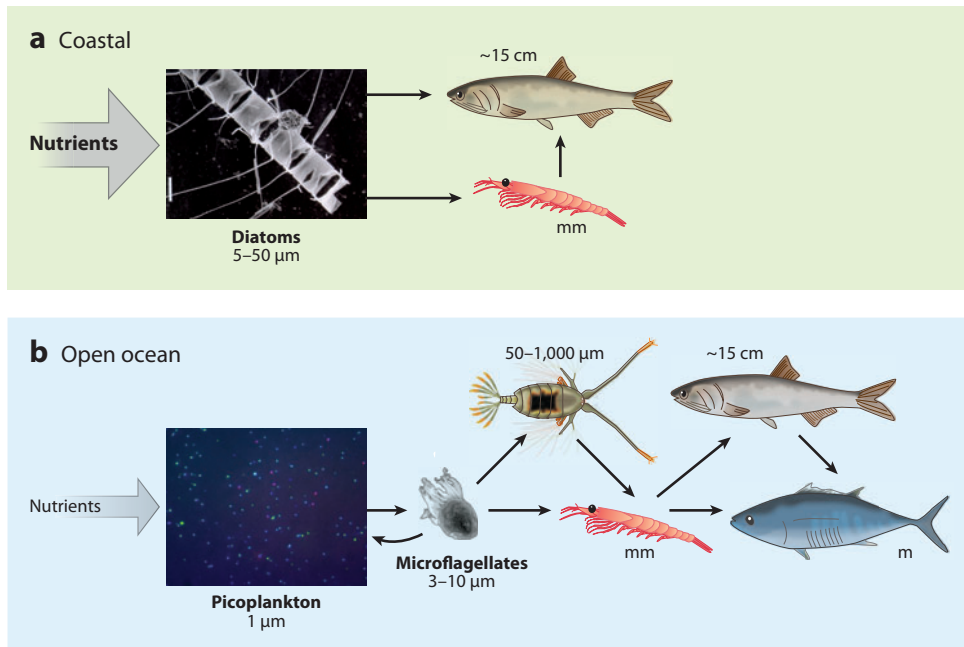 a Coastal
~15 cm
Nutrients
mm
Diatoms
5–50 μm
b Open ocean
50–1,000 μm
~15 cm
Nutrients
mm
m
Microflagellates
3–10 μm
Picoplankton
1 μm